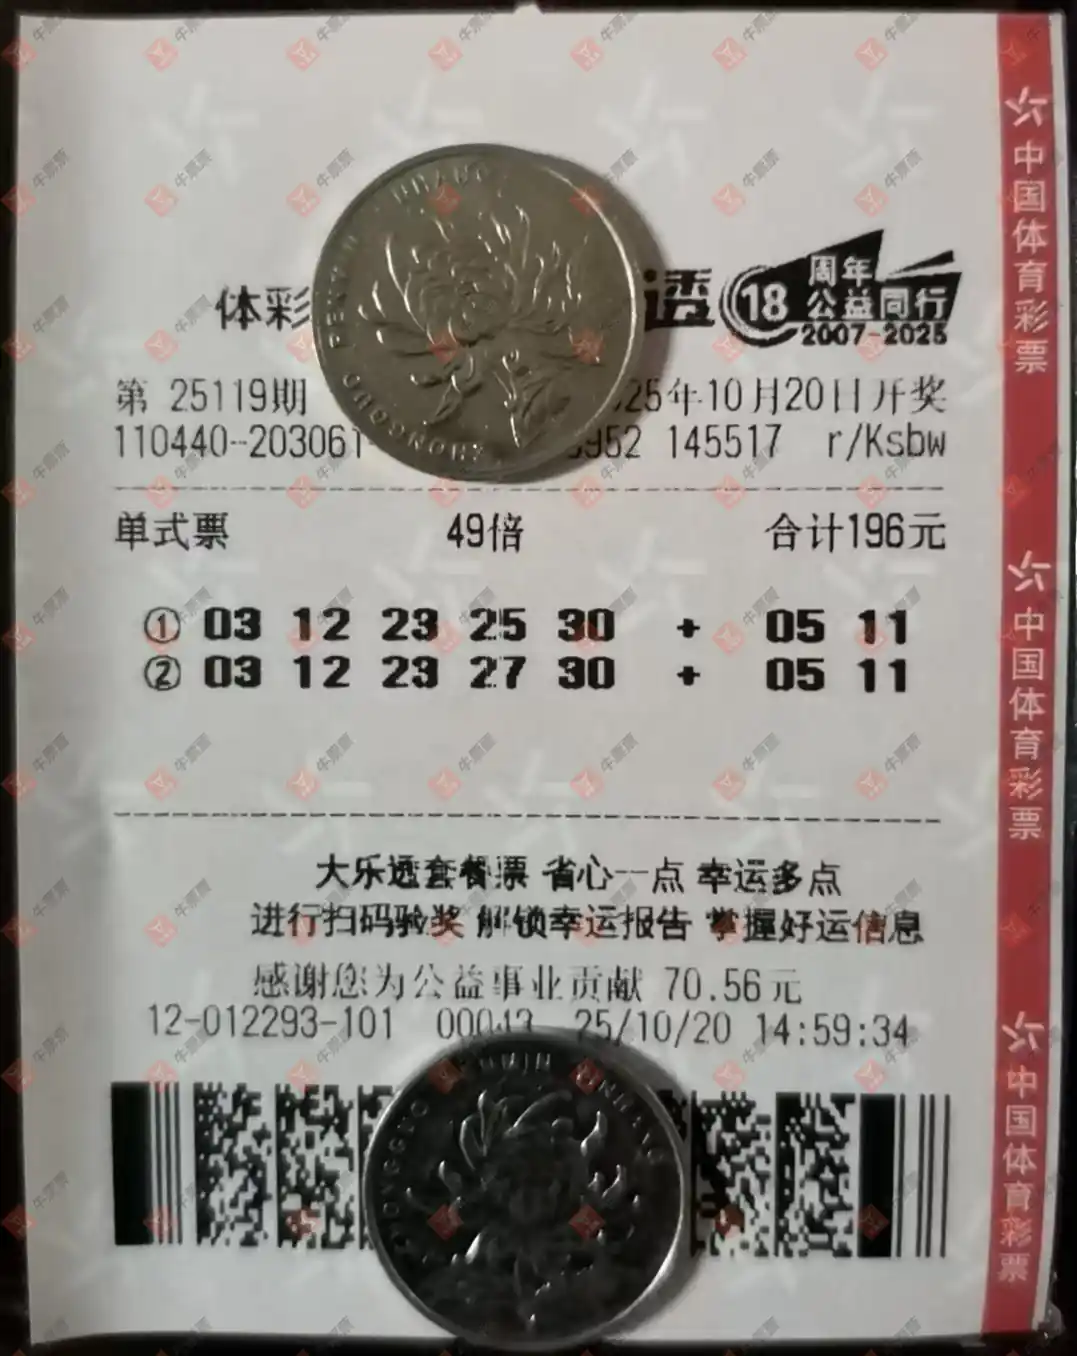 体彩 透 18 周年 公益同行 2007-2025
第 25119期 25年10月20日开奖
110440-203061 952 145517 r/Ksbw
单式票 49倍 合计196元
① 03 12 23 25 30 + 05 11
② 03 12 23 27 30 + 05 11
大乐透套餐票 省心一点 幸运多点
进行扫码验奖 解锁幸运报告 掌握好运信息
感谢您为公益事业贡献 70.56元
12-012293-101 00043 25/10/20 14:59:34
中国体育彩票
中国体育彩票
中国体育彩票
牛票票